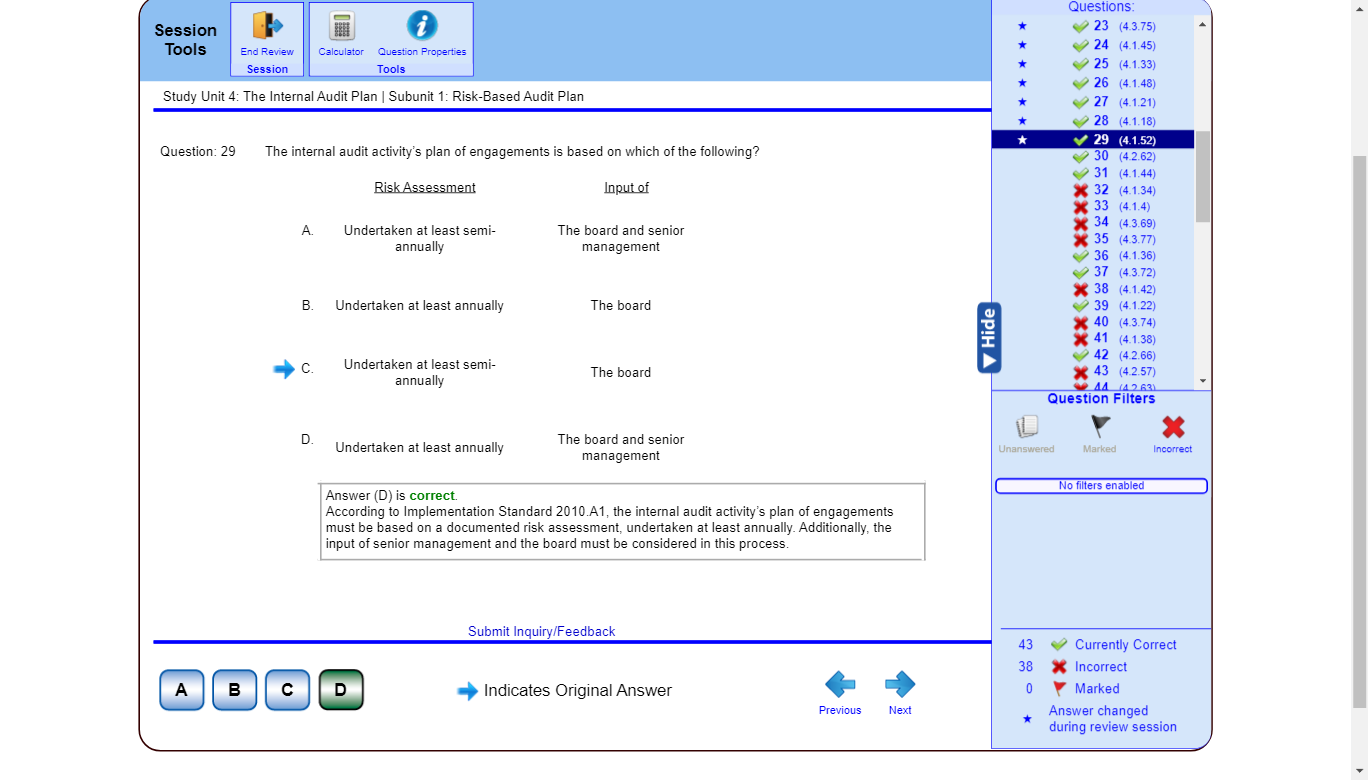 Session Tools
End Review
Session
Calculator
Question Properties
Tools
Study Unit 4: The Internal Audit Plan | Subunit 1: Risk-Based Audit Plan
Question: 29
The internal audit activity's plan of engagements is based on which of the following?
Risk Assessment
Input of
A.
Undertaken at least semi-
annually
The board and senior
management
B.
Undertaken at least annually
The board
C.
Undertaken at least semi-
annually
The board
D.
Undertaken at least annually
The board and senior
management
Answer (D) is correct.
According to Implementation Standard 2010.A1, the internal audit activity's plan of engagements
must be based on a documented risk assessment, undertaken at least annually. Additionally, the
input of senior management and the board must be considered in this process.
Submit Inquiry/Feedback
A
B
C
D
Indicates Original Answer
Previous
Next
Questions:
23 (4.3.75)
24 (4.1.45)
25 (4.1.33)
26 (4.1.48)
27 (4.1.21)
28 (4.1.18)
29 (4.1.52)
30 (4.2.62)
31 (4.1.44)
32 (4.1.34)
33 (4.1.4)
34 (4.3.69)
35 (4.3.77)
36 (4.1.36)
37 (4.3.72)
38 (4.1.42)
39 (4.1.22)
40 (4.3.74)
41 (4.1.38)
42 (4.2.66)
43 (4.2.57)
44 (4.2.63)
Hide
Question Filters
Unanswered
Marked
Incorrect
No filters enabled
43 Currently Correct
38 Incorrect
0 Marked
Answer changed
during review session